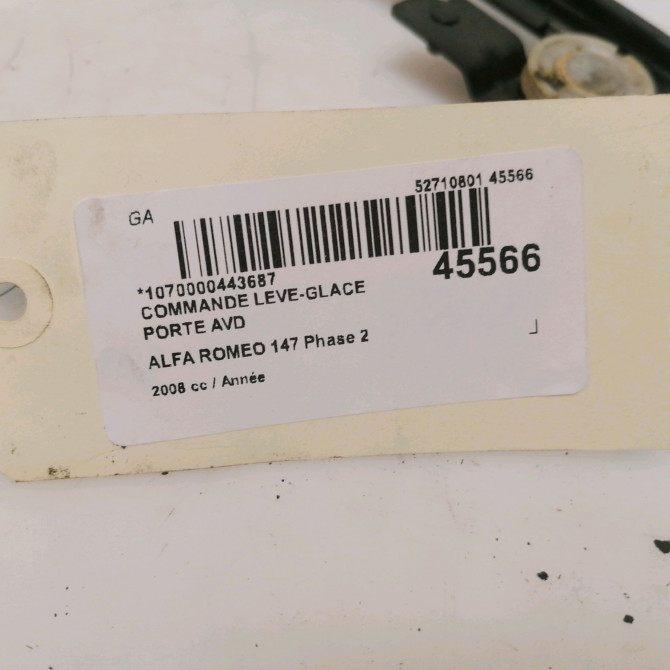 GA
52710801 45566
*1070000443687
45566
COMMANDE LEVE-GLACE
PORTE AVD
ALFA ROMEO 147 Phase 2
2008 cc / Année